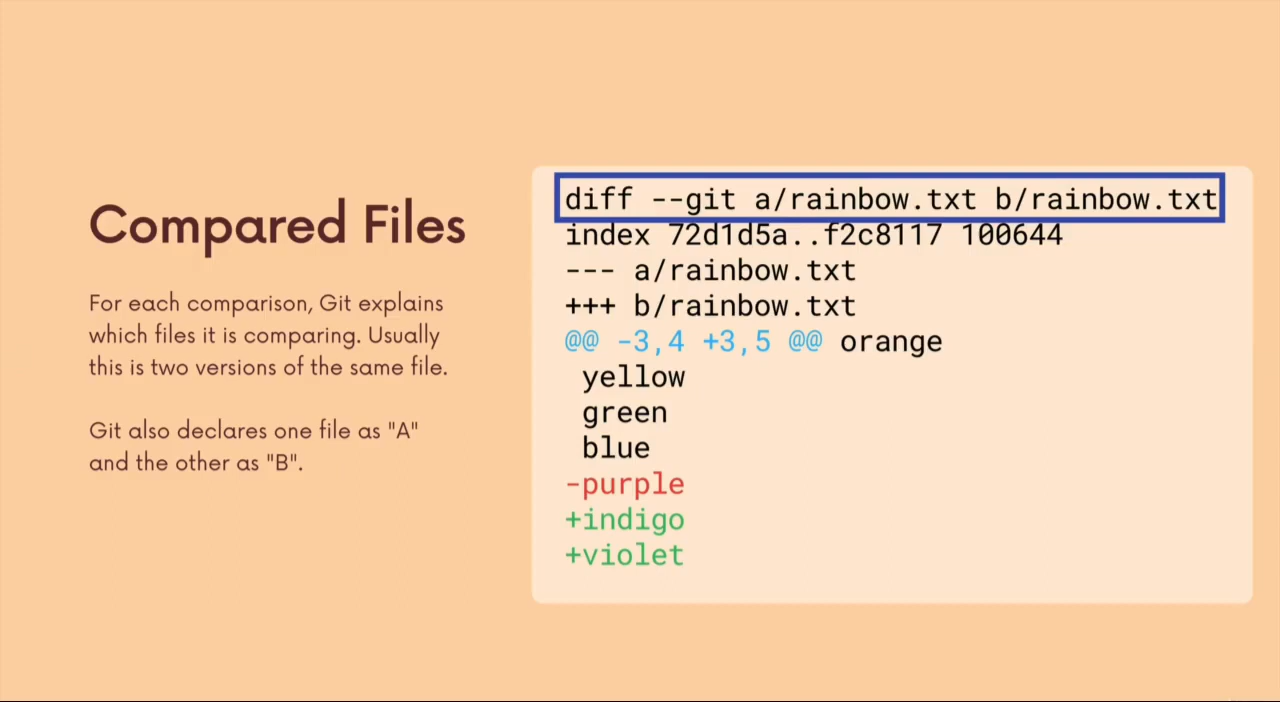 Compared Files
For each comparison, Git explains
which files it is comparing. Usually
this is two versions of the same file.
Git also declares one file as "A"
and the other as "B".
diff --git a/rainbow.txt b/rainbow.txt
index 72d1d5a..f2c8117 100644
--- a/rainbow.txt
+++ b/rainbow.txt
@@ -3,4 +3,5 @@ orange
 yellow
 green
 blue
-purple
+indigo
+violet